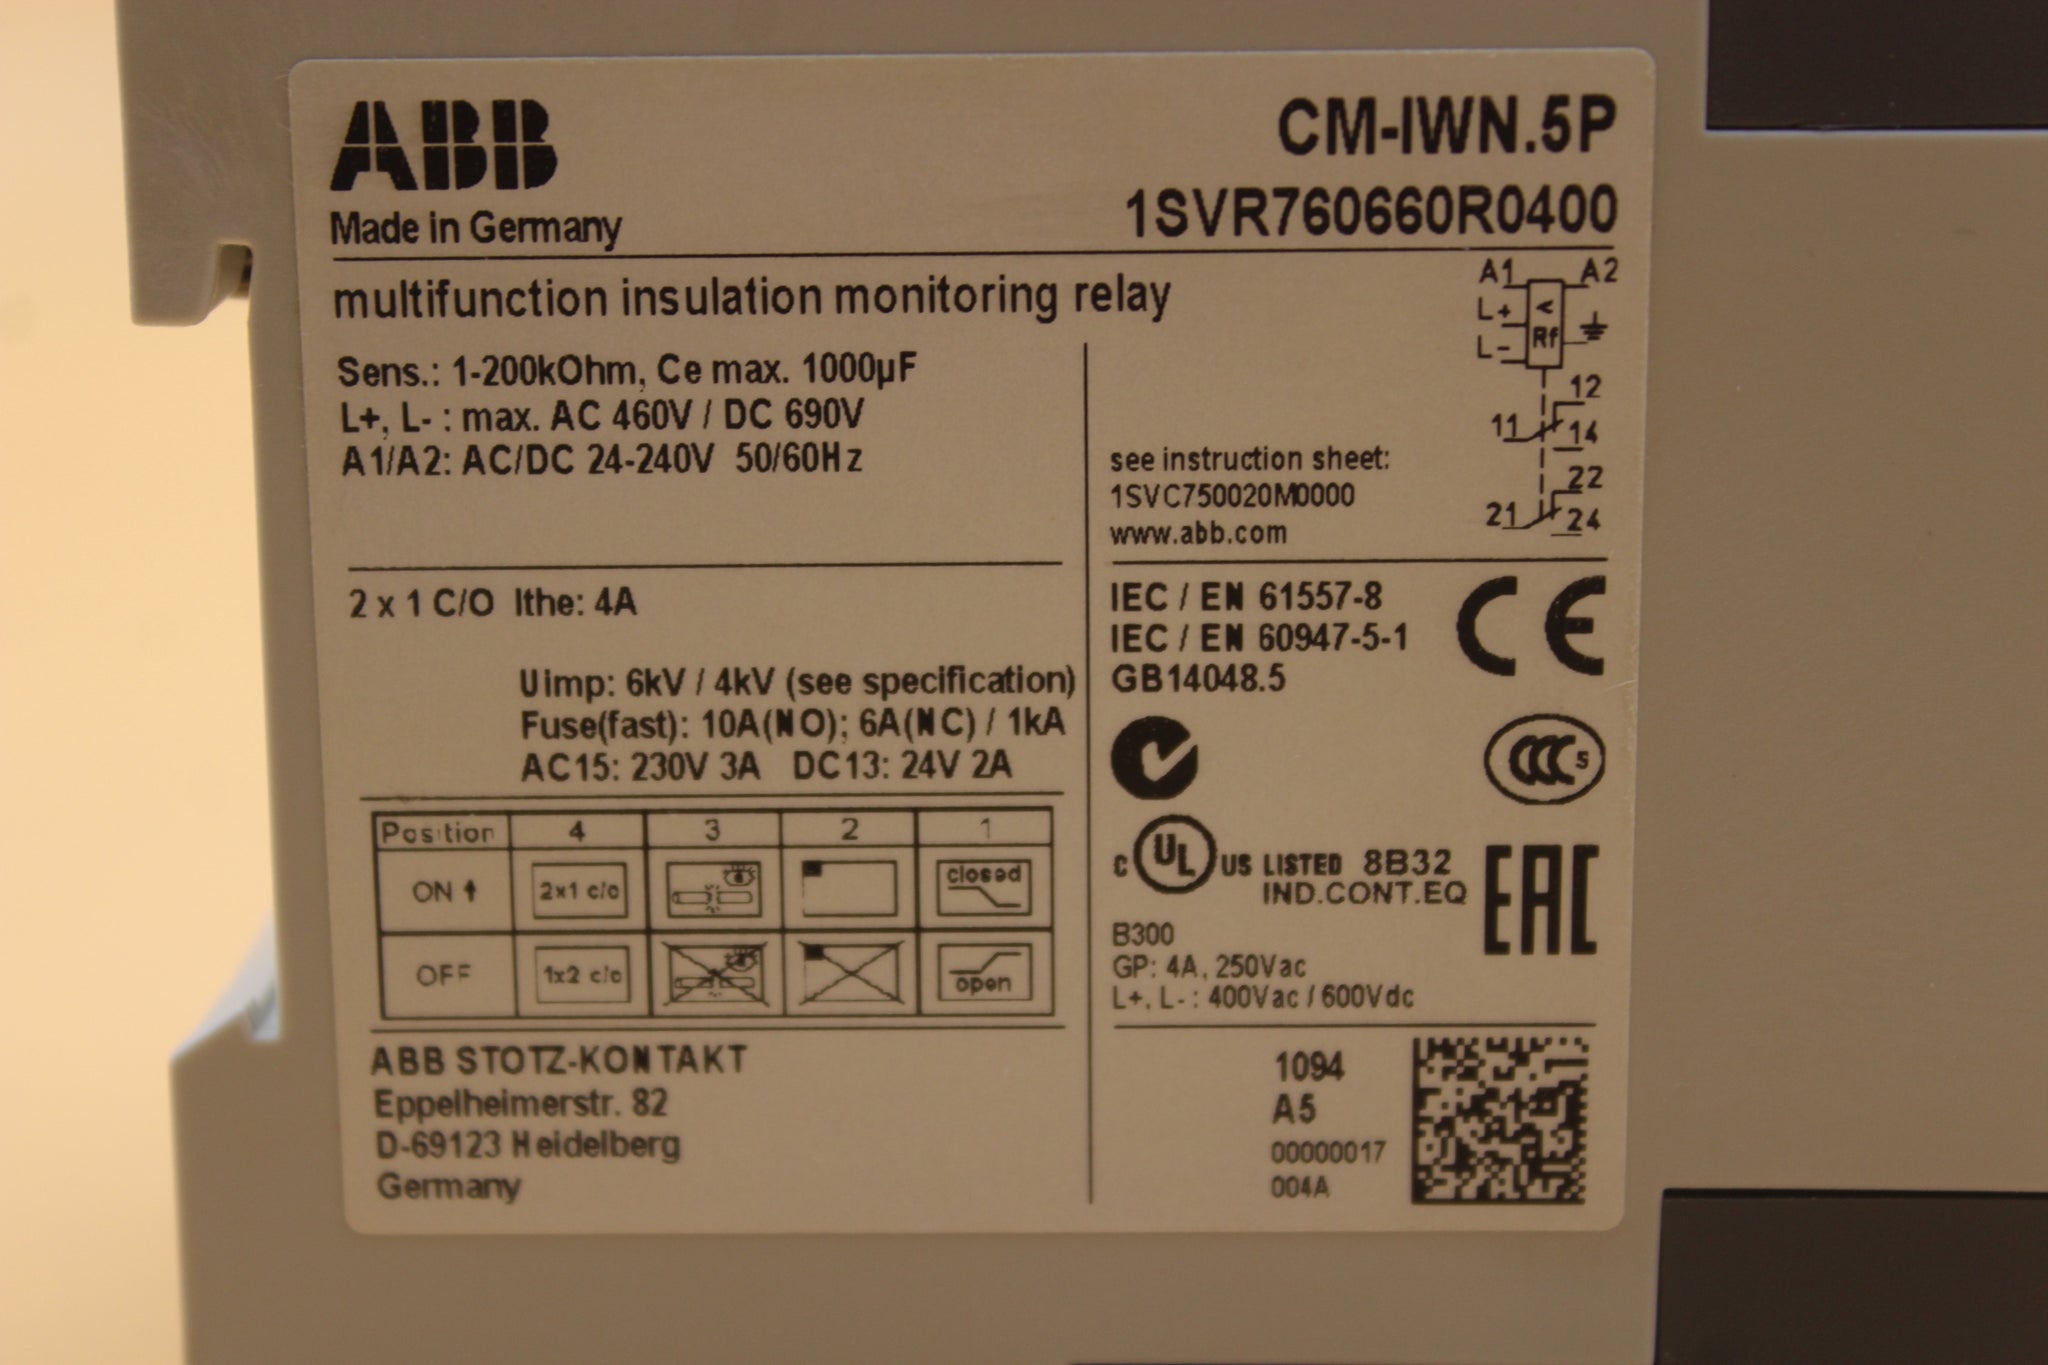 ABB
CM-IWN.5P
Made in Germany
1SVR760660R0400
multifunction insulation monitoring relay
A1 A2
L+
< Rf
L-
12
11
14
22
21
24
Sens.: 1-200kOhm, Ce max. 1000µF
L+, L- : max. AC 460V / DC 690V
A1/A2: AC/DC 24-240V 50/60Hz
see instruction sheet:
1SVC750020M0000
www.abb.com
2 x 1 C/O Ithe: 4A
Uimp: 6kV / 4kV (see specification)
Fuse(fast): 10A(NO); 6A(NC) / 1kA
AC15: 230V 3A DC13: 24V 2A
IEC / EN 61557-8
IEC / EN 60947-5-1
GB14048.5
CE
CCC S
C UL US LISTED 8B32
IND.CONT.EQ
EAC
B300
GP: 4A, 250Vac
L+, L- : 400Vac / 600Vdc
Position 4 3 2 1
ON 2x1 c/o closed
OFF 1x2 c/o open
ABB STOTZ-KONTAKT
Eppelheimerstr. 82
D-69123 Heidelberg
Germany
1094
A5
00000017
004A